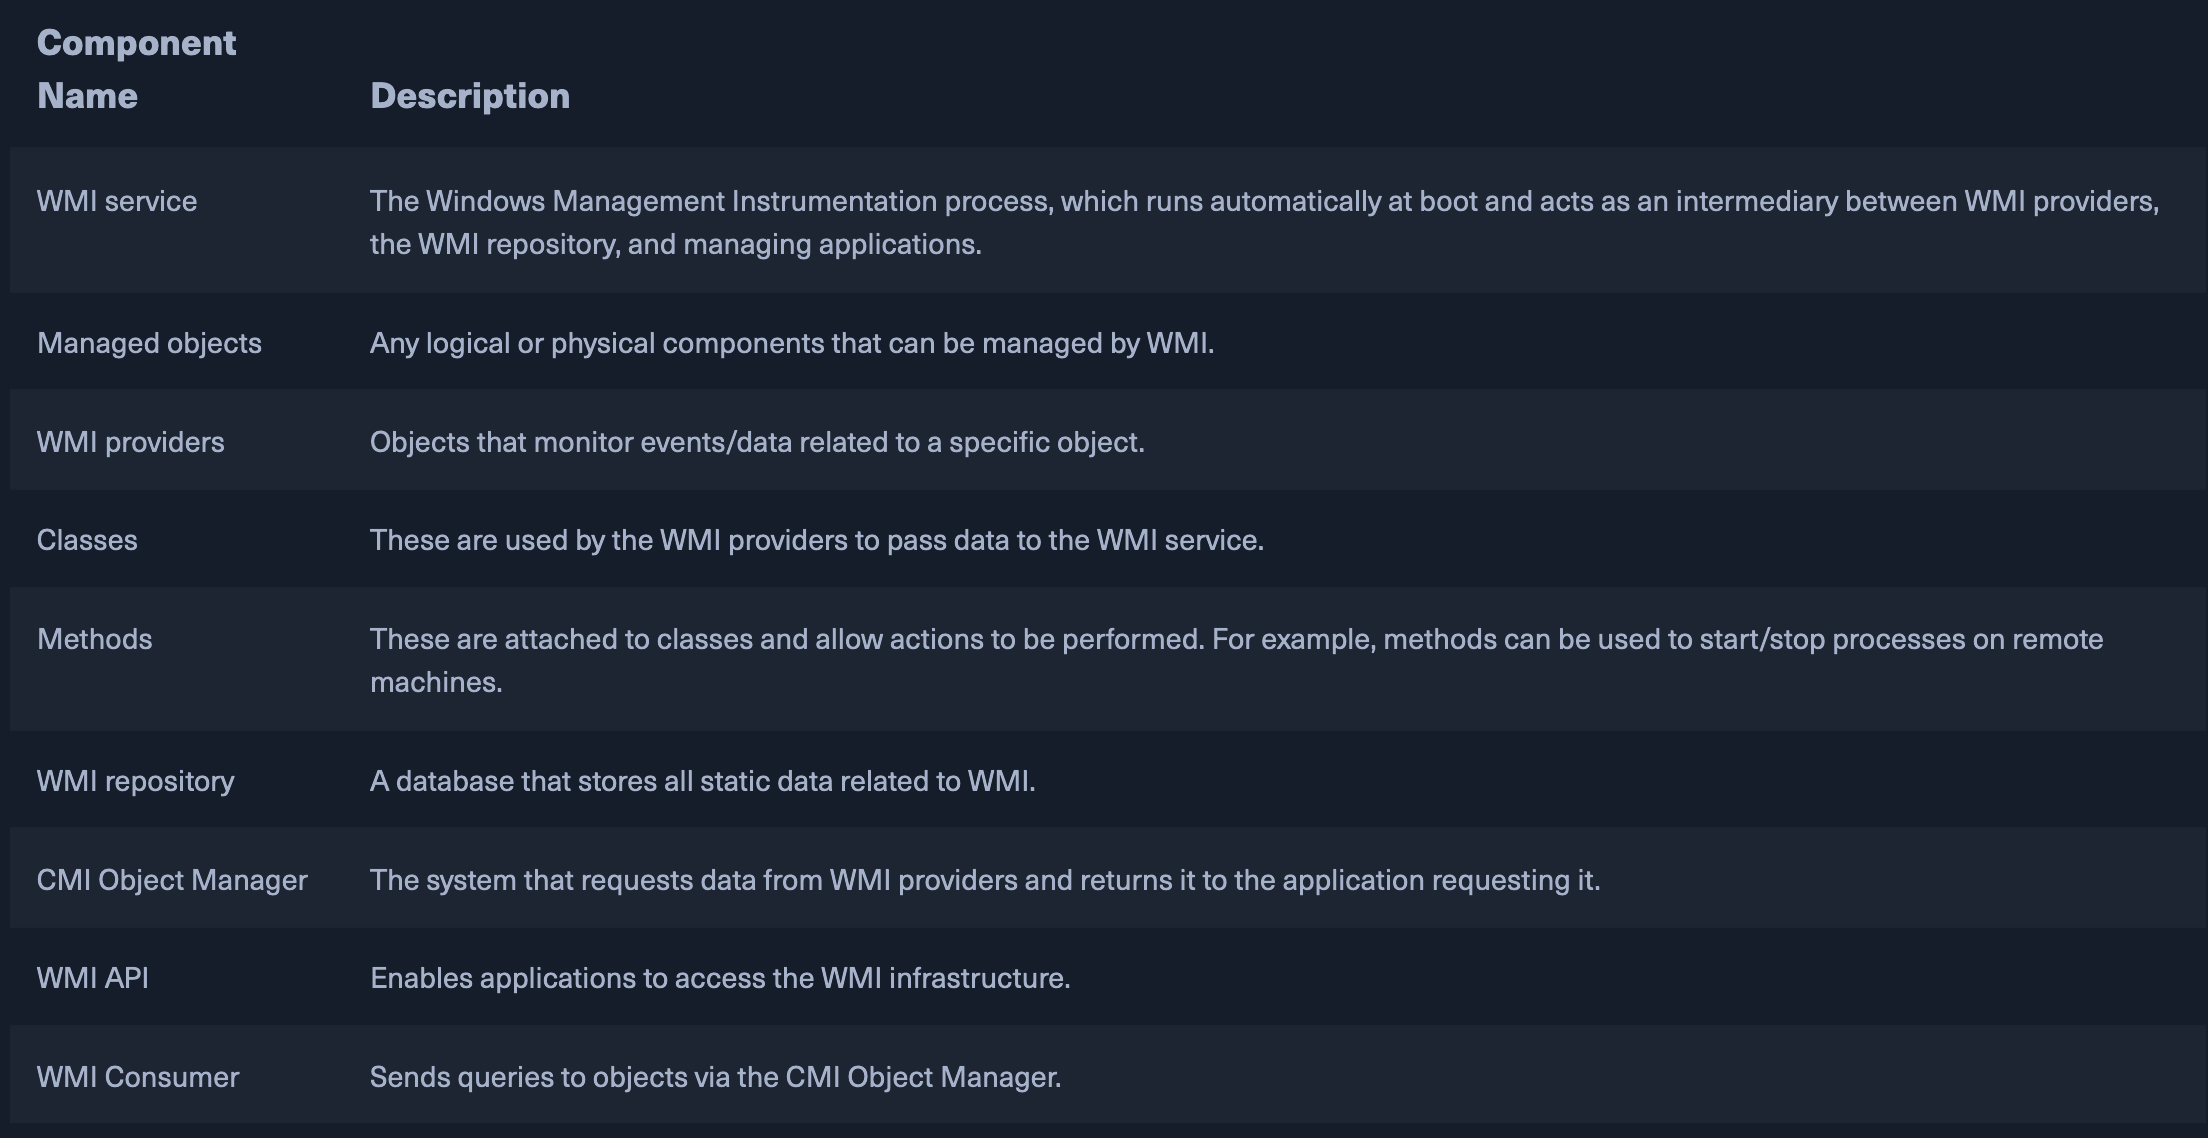 Component
Name
Description
WMI service
The Windows Management Instrumentation process, which runs automatically at boot and acts as an intermediary between WMI providers,
the WMI repository, and managing applications.
Managed objects
Any logical or physical components that can be managed by WMI.
WMI providers
Objects that monitor events/data related to a specific object.
Classes
These are used by the WMI providers to pass data to the WMI service.
Methods
These are attached to classes and allow actions to be performed. For example, methods can be used to start/stop processes on remote
machines.
WMI repository
A database that stores all static data related to WMI.
CMI Object Manager
The system that requests data from WMI providers and returns it to the application requesting it.
WMI API
Enables applications to access the WMI infrastructure.
WMI Consumer
Sends queries to objects via the CMI Object Manager.